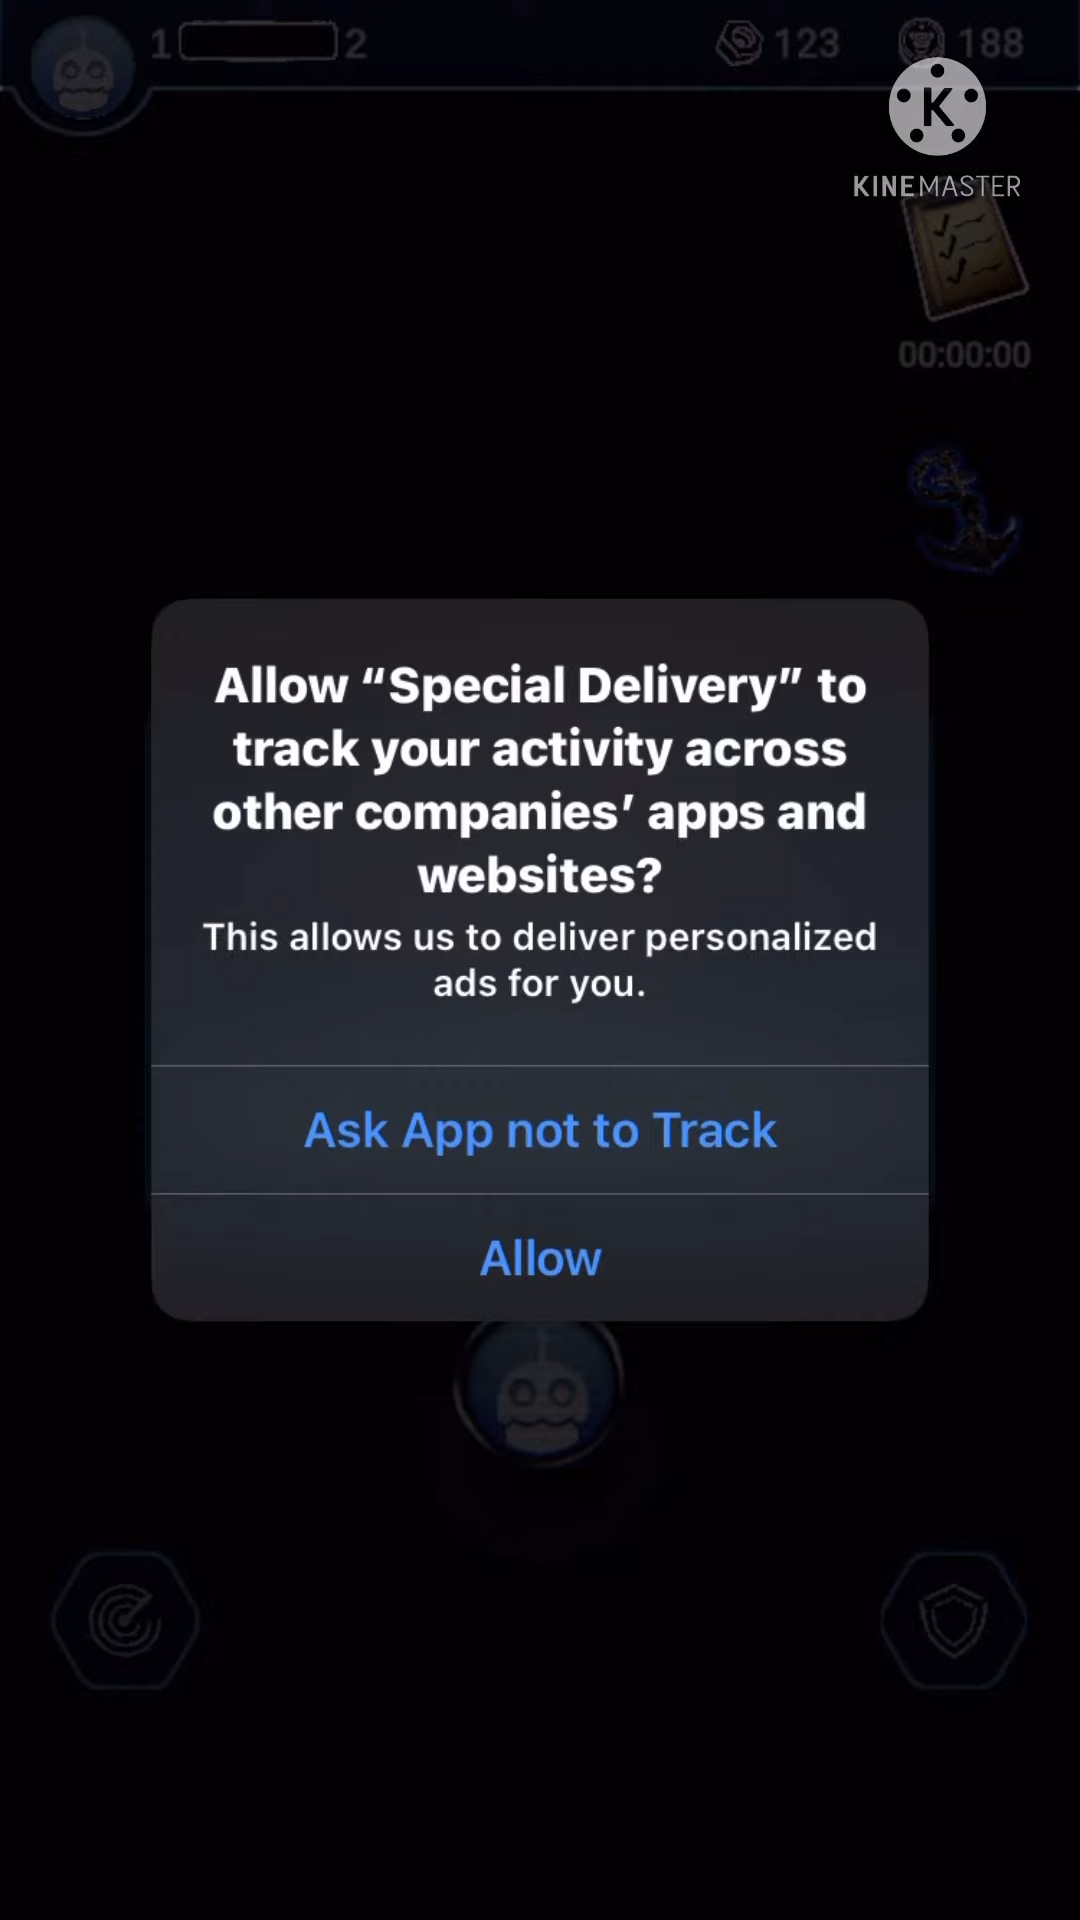 1 2 123 188
K
KINEMASTER
00:00:00
Allow “Special Delivery” to
track your activity across
other companies’ apps and
websites?
This allows us to deliver personalized
ads for you.
Ask App not to Track
Allow